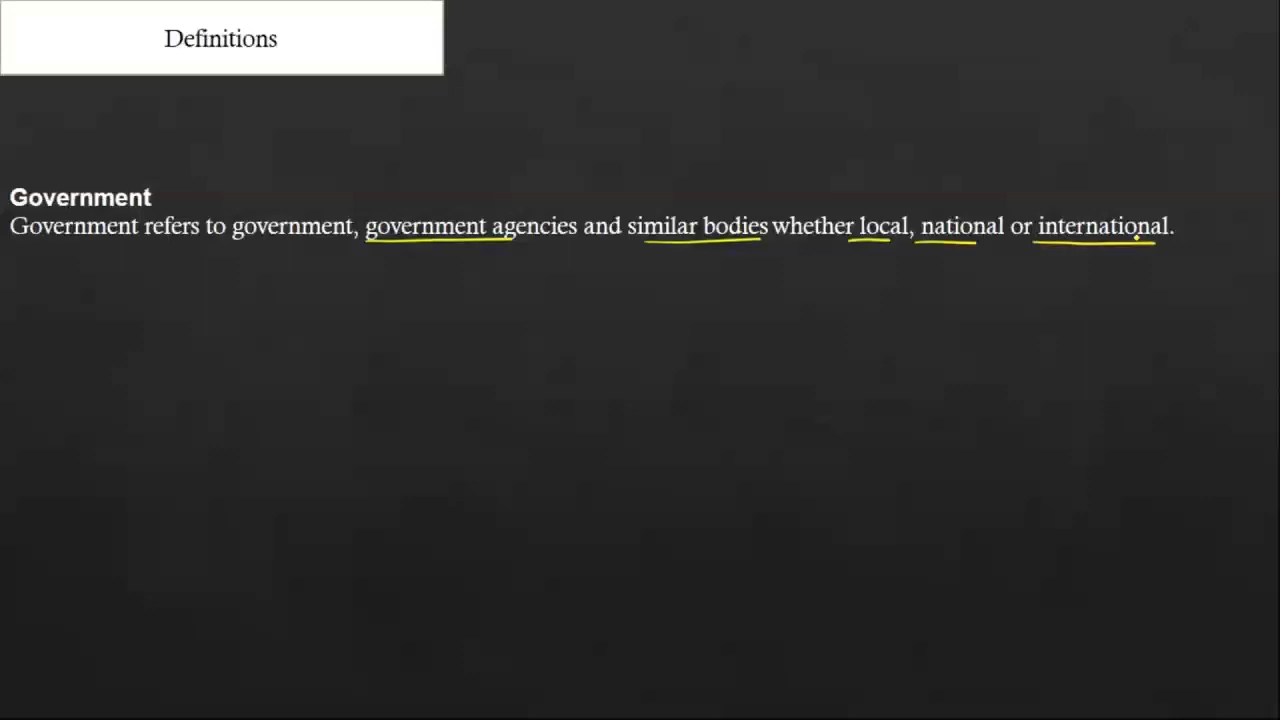 Definitions
Government
Government refers to government, government agencies and similar bodies whether local, national or international.